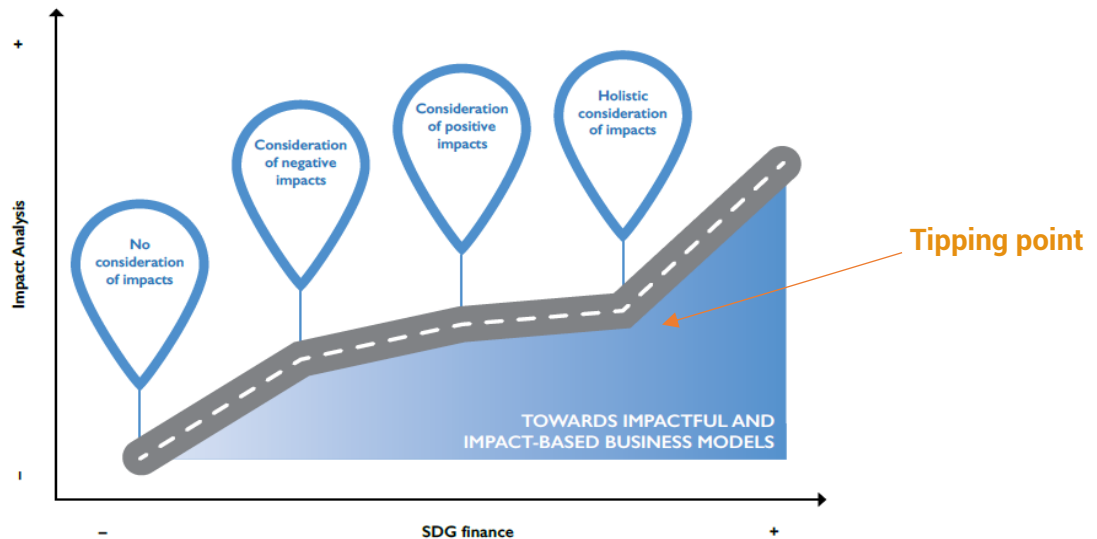 +
Impact Analysis
–
No
consideration
of impacts
Consideration
of negative
impacts
Consideration
of positive
impacts
Holistic
consideration
of impacts
Tipping point
TOWARDS IMPACTFUL AND
IMPACT-BASED BUSINESS MODELS
–
SDG finance
+